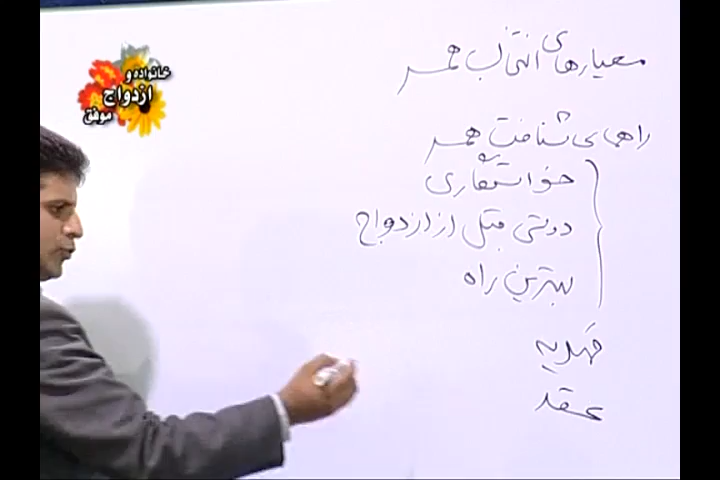 خانواده و
ازدواج
موفق
معیارهای انتخاب همسر
راههای شناخت همسر
خواستگاری
دوستی قبل از ازدواج
بهترین راه
مهریه
عقد